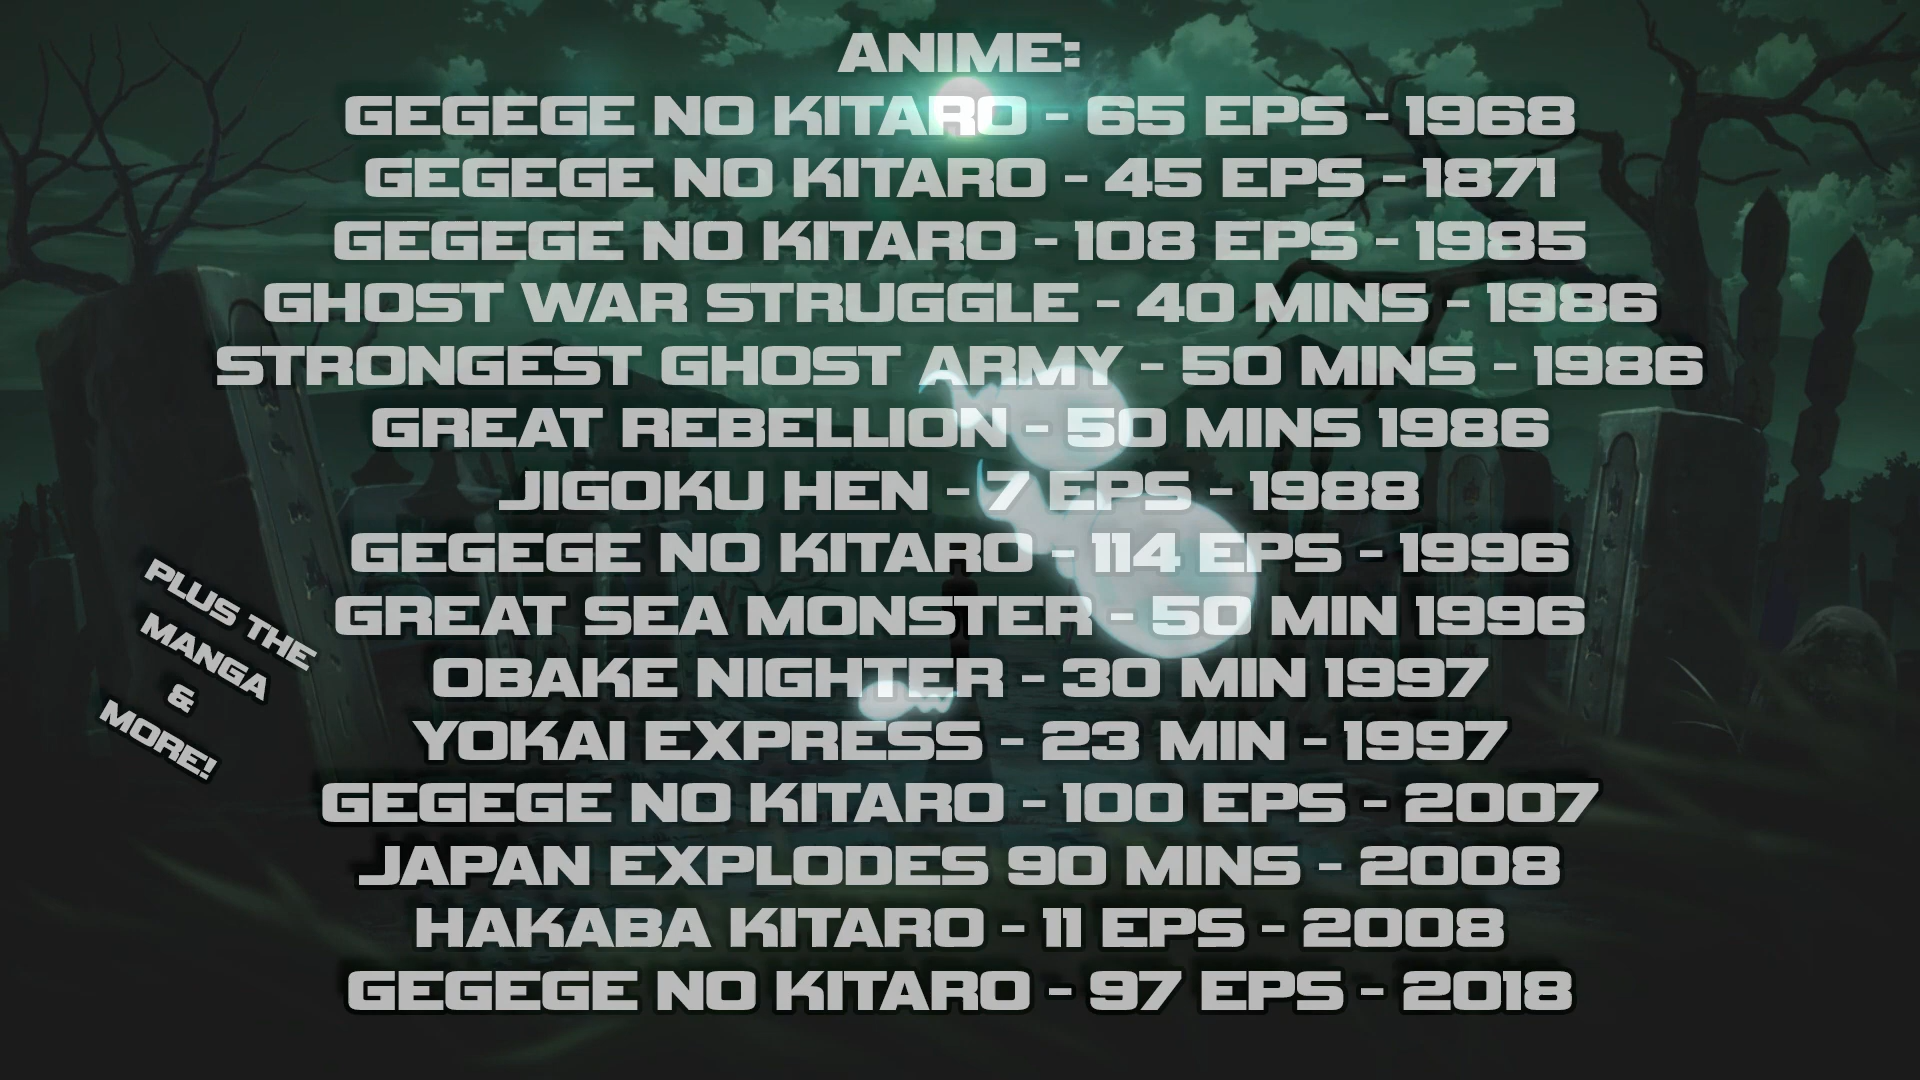 ANIME:
GEGEGE NO KITARO - 65 EPS - 1968
GEGEGE NO KITARO - 45 EPS - 1871
GEGEGE NO KITARO - 108 EPS - 1985
GHOST WAR STRUGGLE - 40 MINS - 1986
STRONGEST GHOST ARMY - 50 MINS - 1986
GREAT REBELLION - 50 MINS 1986
JIGOKU HEN - 7 EPS - 1988
GEGEGE NO KITARO - 114 EPS - 1996
GREAT SEA MONSTER - 50 MIN 1996
OBAKE NIGHTER - 30 MIN 1997
YOKAI EXPRESS - 23 MIN - 1997
GEGEGE NO KITARO - 100 EPS - 2007
JAPAN EXPLODES 90 MINS - 2008
HAKABA KITARO - 11 EPS - 2008
GEGEGE NO KITARO - 97 EPS - 2018
PLUS THE
MANGA
&
MORE!